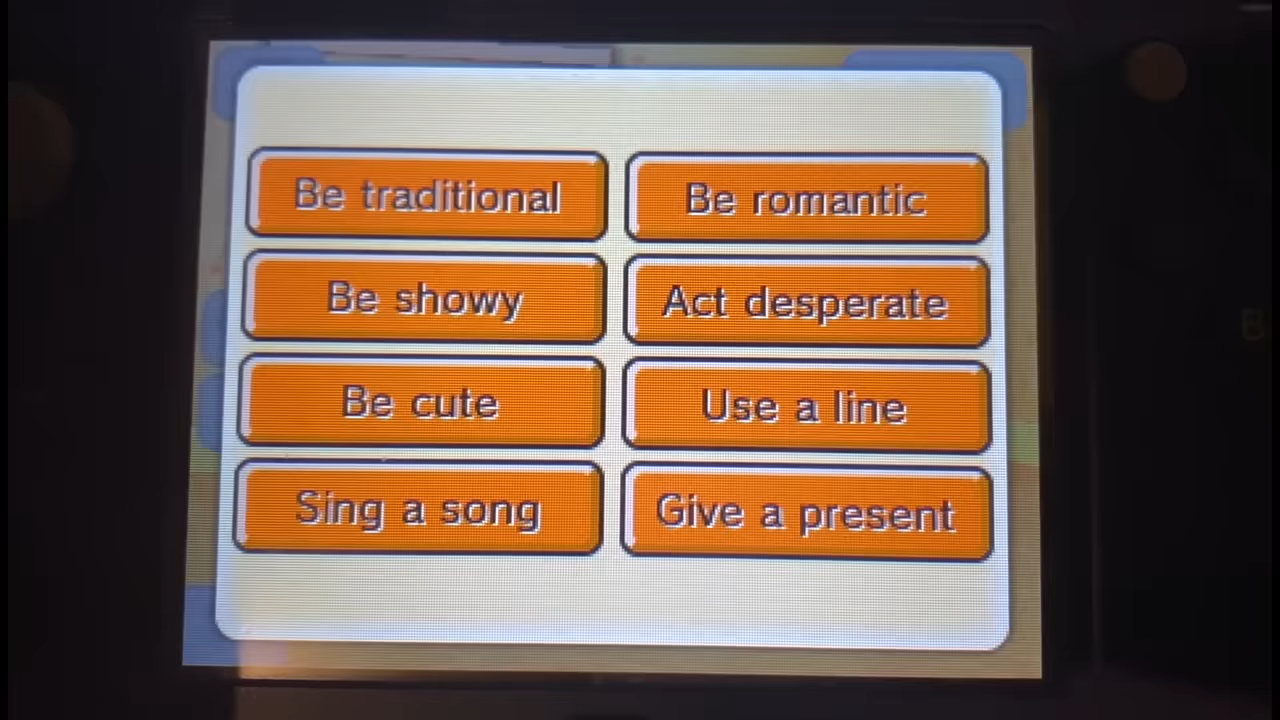 Be traditional
Be romantic
Be showy
Act desperate
Be cute
Use a line
Sing a song
Give a present